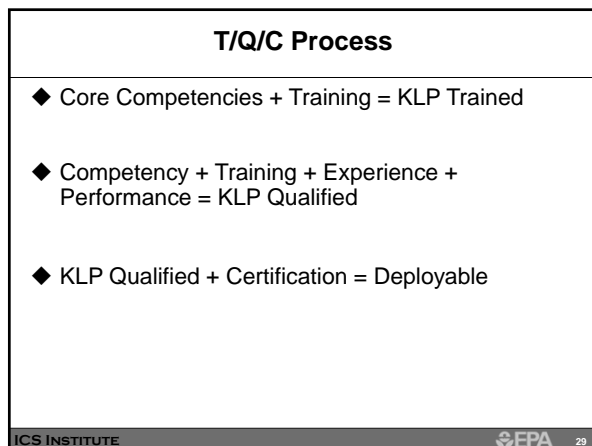 T/Q/C Process
◆ Core Competencies + Training = KLP Trained
◆ Competency + Training + Experience +
Performance = KLP Qualified
◆ KLP Qualified + Certification = Deployable
ICS INSTITUTE EPA 29